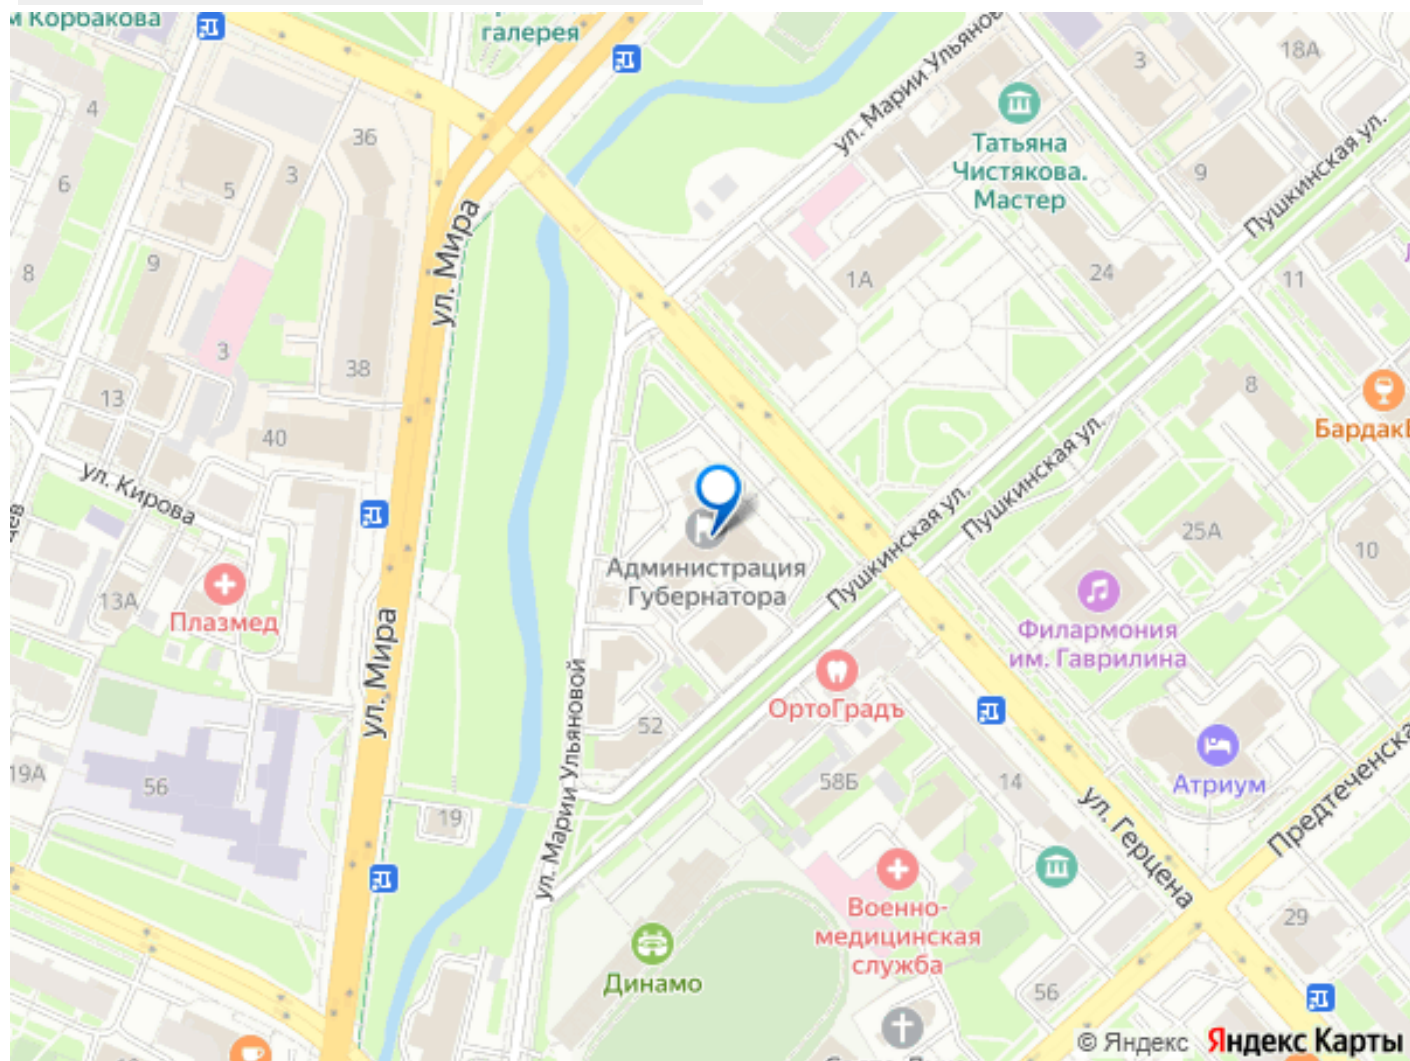 м Корбакова
галерея
ул. Марии Ульянов
3
18А
4
36
Татьяна
Чистякова.
Мастер
5
3
6
9
Пушкинская ул.
ул. Мира
9
8
1А
24
11
3
38
13
8
40
БардакЕ
Пушкинская ул.
ул. Кирова
Пушкинская ул.
25А
10
Администрация
Губернатора
13А
Плазмед
Филармония
им. Гаврилина
ул. Мира
ОртоГрадъ
52
ул. Марии Ульяновой
19А
56
58Б
14
Атриум
19
ул. Герцена
Предтеченска
Военно-
медицинская
служба
29
Динамо
56
© Яндекс Яндекс Карты